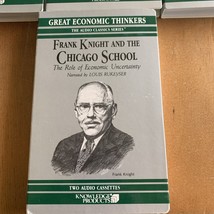 GREAT ECONOMIC THINKERS
THE AUDIO CLASSICS SERIES
FRANK KNIGHT AND THE
CHICAGO SCHOOL
The Role of Economic Uncertainty
Narrated by LOUIS RUKEYSER
Frank Knight
TWO AUDIO CASSETTES
KNOWLEDGE
PRODUCTS